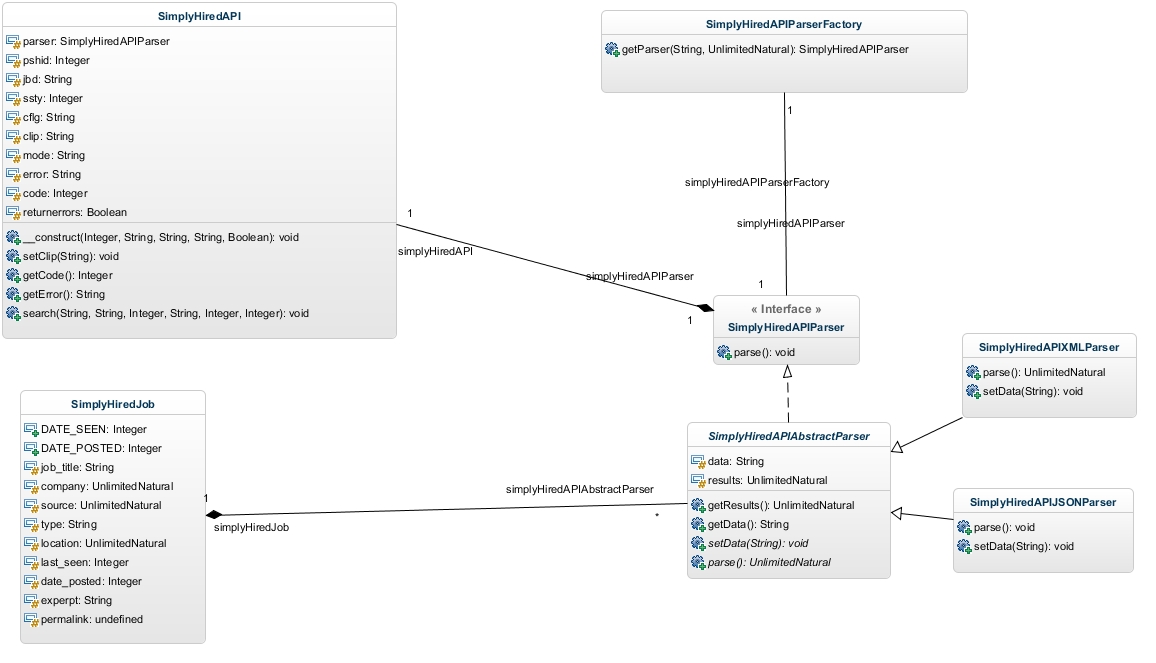 SimplyHiredAPI
parser: SimplyHiredAPIParser
pshid: Integer
jbd: String
ssty: Integer
cflg: String
clip: String
mode: String
error: String
code: Integer
returnerrors: Boolean
__construct(Integer, String, String, String, Boolean): void
setClip(String): void
getCode(): Integer
getError(): String
search(String, String, Integer, String, Integer, Integer): void
SimplyHiredAPIParserFactory
getParser(String, UnlimitedNatural): SimplyHiredAPIParser
1
simplyHiredAPIParserFactory
simplyHiredAPIParser
1
1
simplyHiredAPI
simplyHiredAPIParser
1
« Interface »
SimplyHiredAPIParser
parse(): void
SimplyHiredAPIXMLParser
parse(): UnlimitedNatural
setData(String): void
SimplyHiredJob
DATE_SEEN: Integer
DATE_POSTED: Integer
job_title: String
company: UnlimitedNatural
source: UnlimitedNatural
type: String
location: UnlimitedNatural
last_seen: Integer
date_posted: Integer
experpt: String
permalink: undefined
1
simplyHiredJob
simplyHiredAPIAbstractParser
*
SimplyHiredAPIAbstractParser
data: String
results: UnlimitedNatural
getResults(): UnlimitedNatural
getData(): String
setData(String): void
parse(): UnlimitedNatural
SimplyHiredAPIJSONParser
parse(): void
setData(String): void